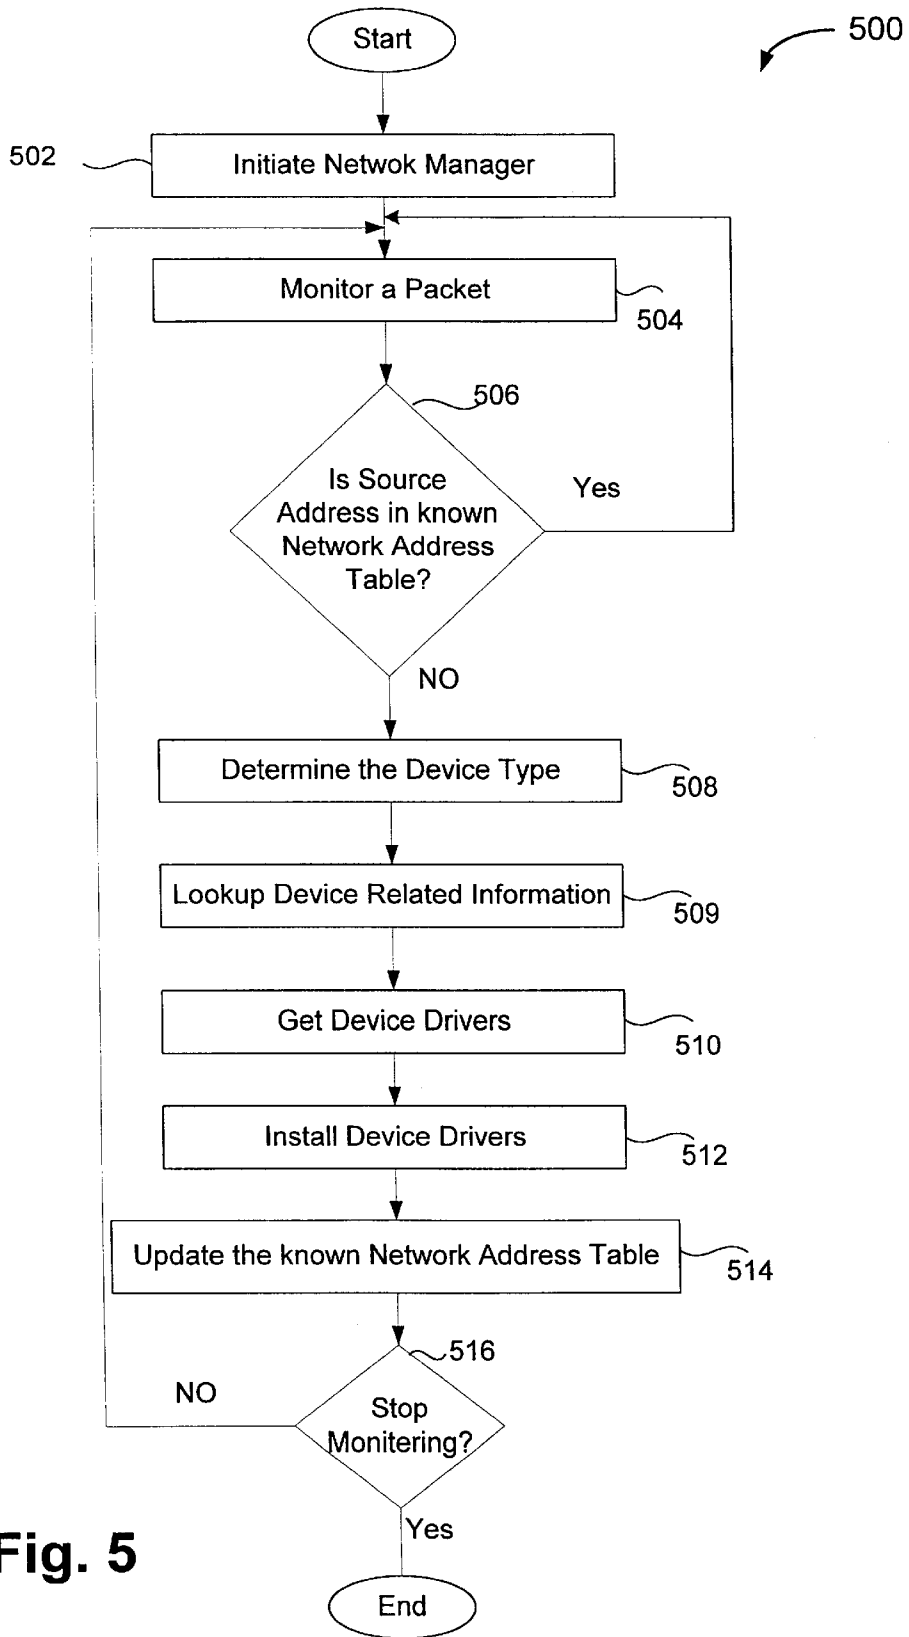 Start
500
502
Initiate Netwok Manager
Monitor a Packet
504
506
Is Source
Address in known
Network Address
Table?
Yes
NO
Determine the Device Type
508
Lookup Device Related Information
509
Get Device Drivers
510
Install Device Drivers
512
Update the known Network Address Table
514
516
NO
Stop
Monitering?
Yes
Fig. 5
End